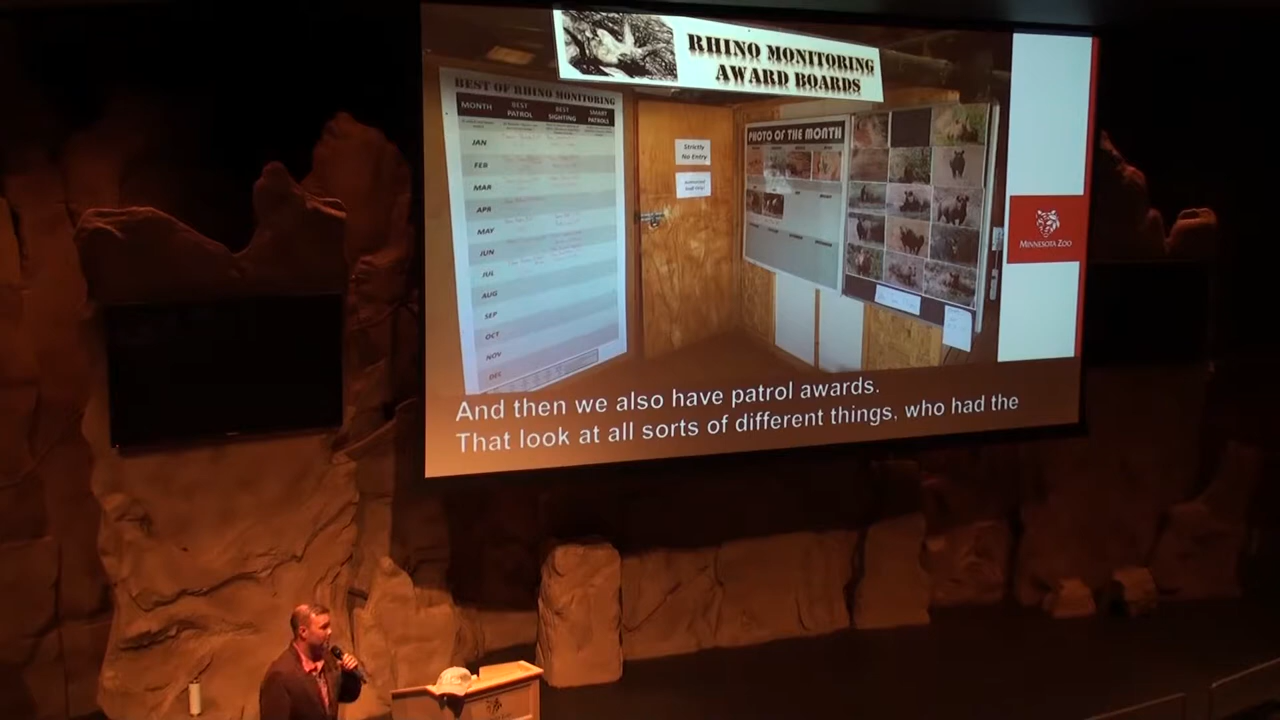 RHINO MONITORING
AWARD BOARDS
BEST OF RHINO MONITORING
MONTH
BEST PATROL
BEST SIGHTING
SMART PATROLS
JAN
FEB
MAR
APR
MAY
JUN
JUL
AUG
SEP
OCT
NOV
DEC
Strictly
No Entry
PHOTO OF THE MONTH
MINNESOTA ZOO
And then we also have patrol awards.
That look at all sorts of different things, who had the